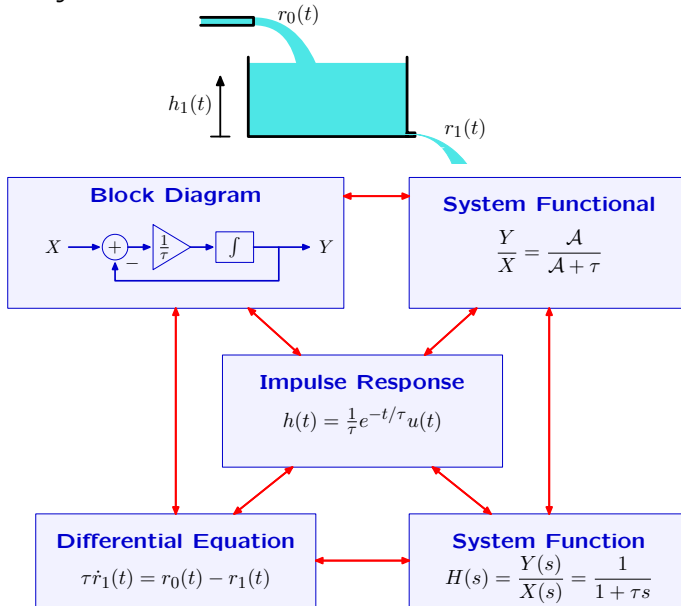 r₀(t)
h₁(t)
r₁(t)
Block Diagram
X + − 1/τ ∫ Y
System Functional
Y/X = 𝒜/(𝒜 + τ)
Impulse Response
h(t) = 1/τ e^{−t/τ} u(t)
Differential Equation
τṙ₁(t) = r₀(t) − r₁(t)
System Function
H(s) = Y(s)/X(s) = 1/(1 + τs)